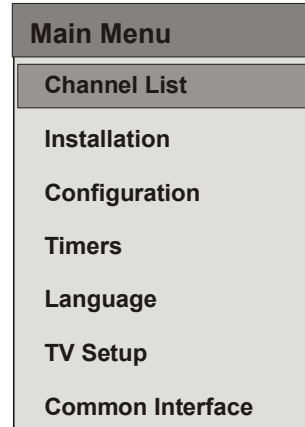 Main Menu
Channel List
Installation
Configuration
Timers
Language
TV Setup
Common Interface